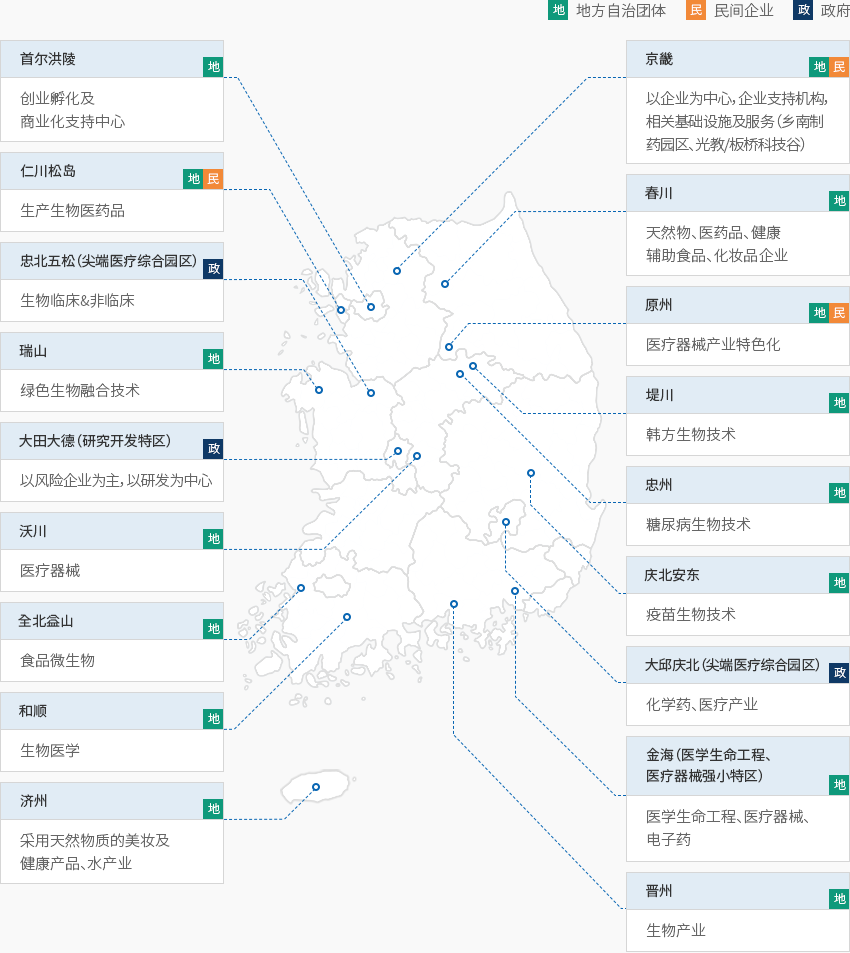 地 地方自治团体 民 民间企业 政 政府
首尔洪陵
地
创业孵化及
商业化支持中心
仁川松岛
地 民
生产生物医药品
忠北五松（尖端医疗综合园区）
政
生物临床&非临床
瑞山
地
绿色生物融合技术
大田大德（研究开发特区）
政
以风险企业为主，以研发为中心
沃川
地
医疗器械
全北益山
地
食品微生物
和顺
地
生物医学
济州
地
采用天然物质的美妆及
健康产品、水产业
京畿
地 民
以企业为中心，企业支持机构，
相关基础设施及服务（乡南制
药园区、光教/板桥科技谷）
春川
地
天然物、医药品、健康
辅助食品、化妆品企业
原州
地 民
医疗器械产业特色化
堤川
地
韩方生物技术
忠州
地
糖尿病生物技术
庆北安东
地
疫苗生物技术
大邱庆北（尖端医疗综合园区）
政
化学药、医疗产业
金海（医学生命工程、
医疗器械强小特区）
地
医学生命工程、医疗器械、
电子药
晋州
地
生物产业